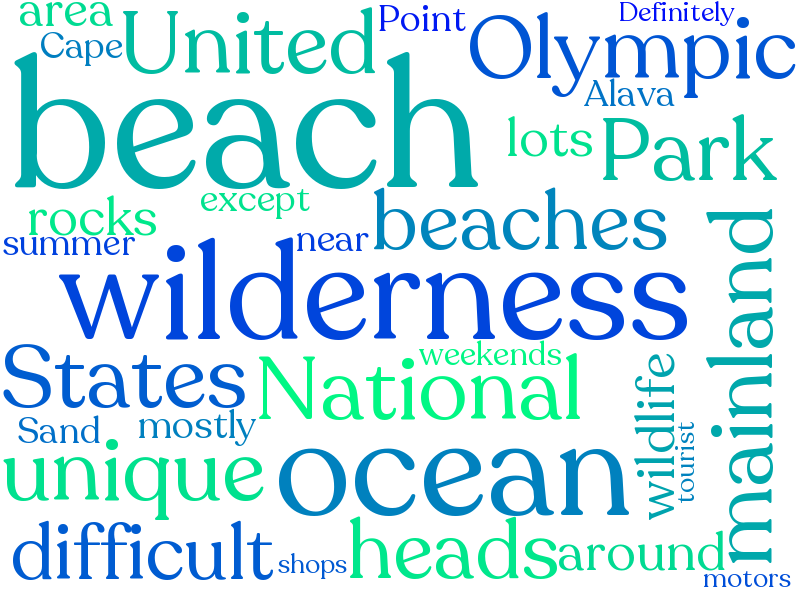 area
Cape
United
Point
Definitely
Olympic
Alava
beach
lots
Park
rocks
except
beaches
summer
near
wilderness
mainland
States
National
weekends
wildlife
tourist
Sand
mostly
unique
ocean
difficult
shops
heads
around
motors